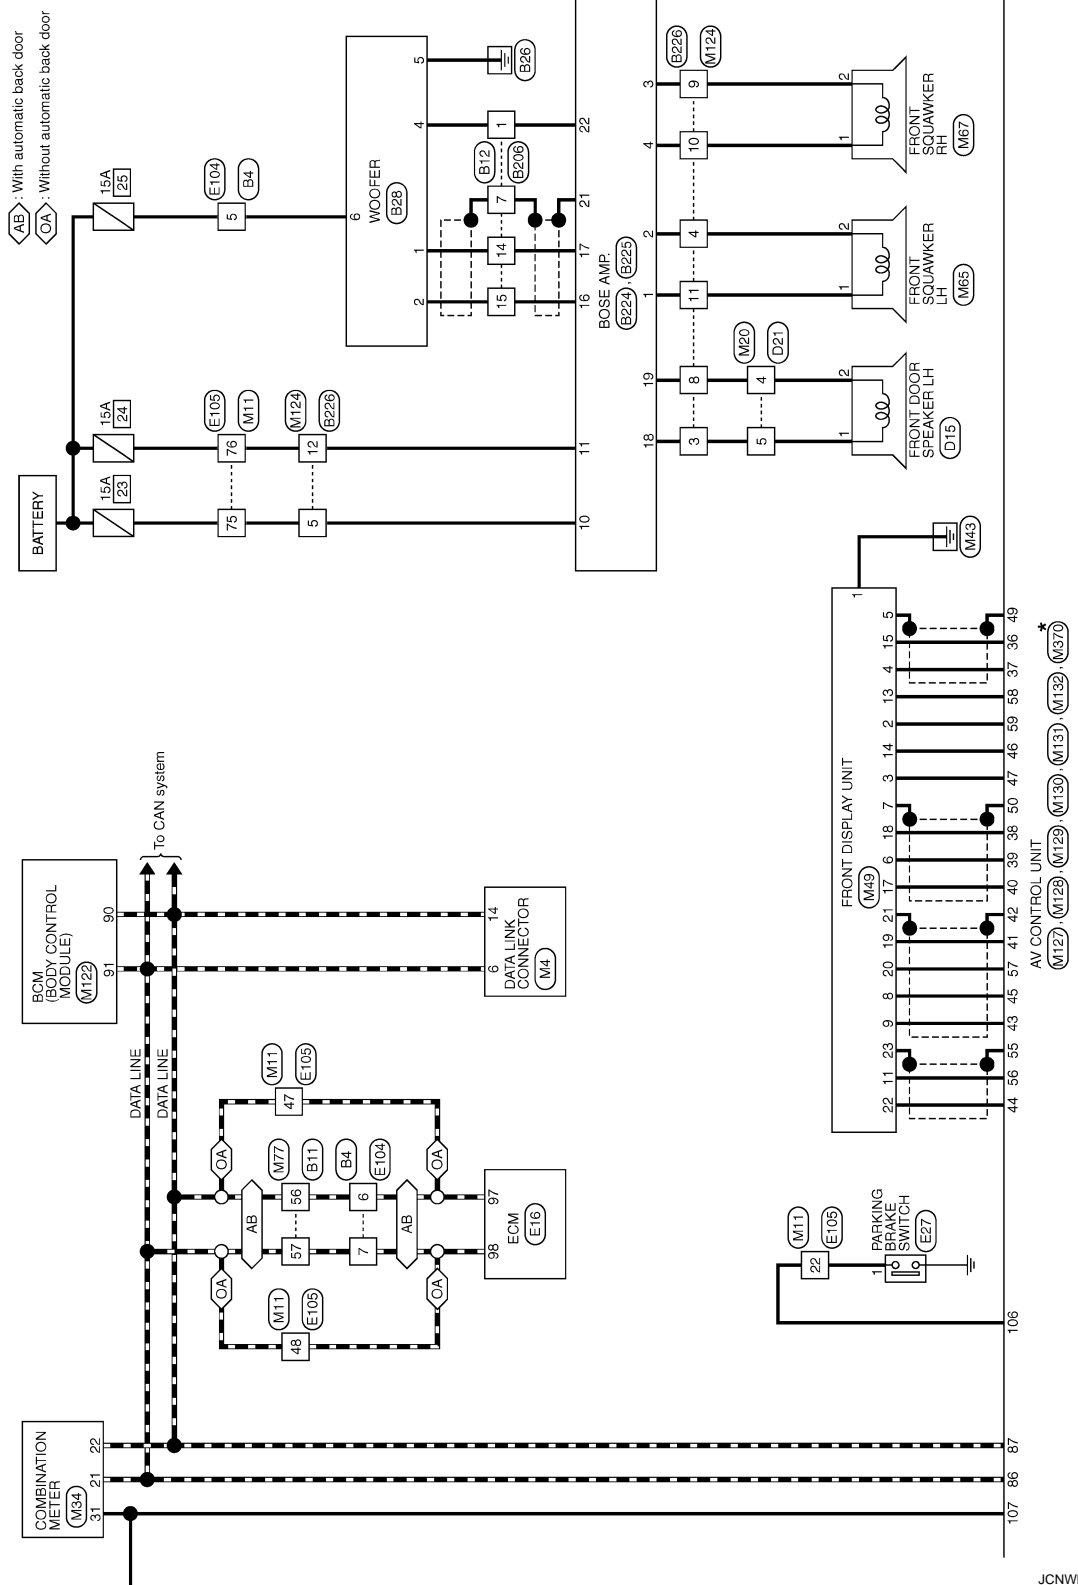 AB : With automatic back door
OA : Without automatic back door
COMBINATION
METER
M34
31
21
22
BCM
(BODY CONTROL
MODULE)
M122
91
90
DATA LINE
DATA LINE
To CAN system
BATTERY
15A
23
15A
24
15A
25
75
76
E105
M11
5
E104
B4
5
12
M124
B226
6
WOOFER
B28
2
1
4
5
B26
OA
48
M11
E105
OA
OA
47
M11
E105
OA
AB
57
56
M77
B11
7
6
B4
E104
AB
98
97
ECM
E16
6
14
DATA LINK
CONNECTOR
M4
15
14
7
1
B12
B206
10
11
16
17
21
22
BOSE AMP.
B224 , B225
18
19
1
2
4
3
3
8
11
4
10
9
B226
M124
5
4
M20
D21
1
2
FRONT DOOR
SPEAKER LH
D15
1
2
FRONT
SQUAWKER
LH
M65
1
2
FRONT
SQUAWKER
RH
M67
22
M11
E105
1
PARKING
BRAKE
SWITCH
E27
FRONT DISPLAY UNIT
M49
1
M43
22
11
23
9
8
20
19
21
17
6
18
7
3
14
2
13
4
15
5
107
86
87
106
44
56
55
43
45
57
41
42
40
39
38
50
47
46
59
58
37
36
49
AV CONTROL UNIT
M127 , M128 , M129 , M130 , M131 , M132 , M370 *